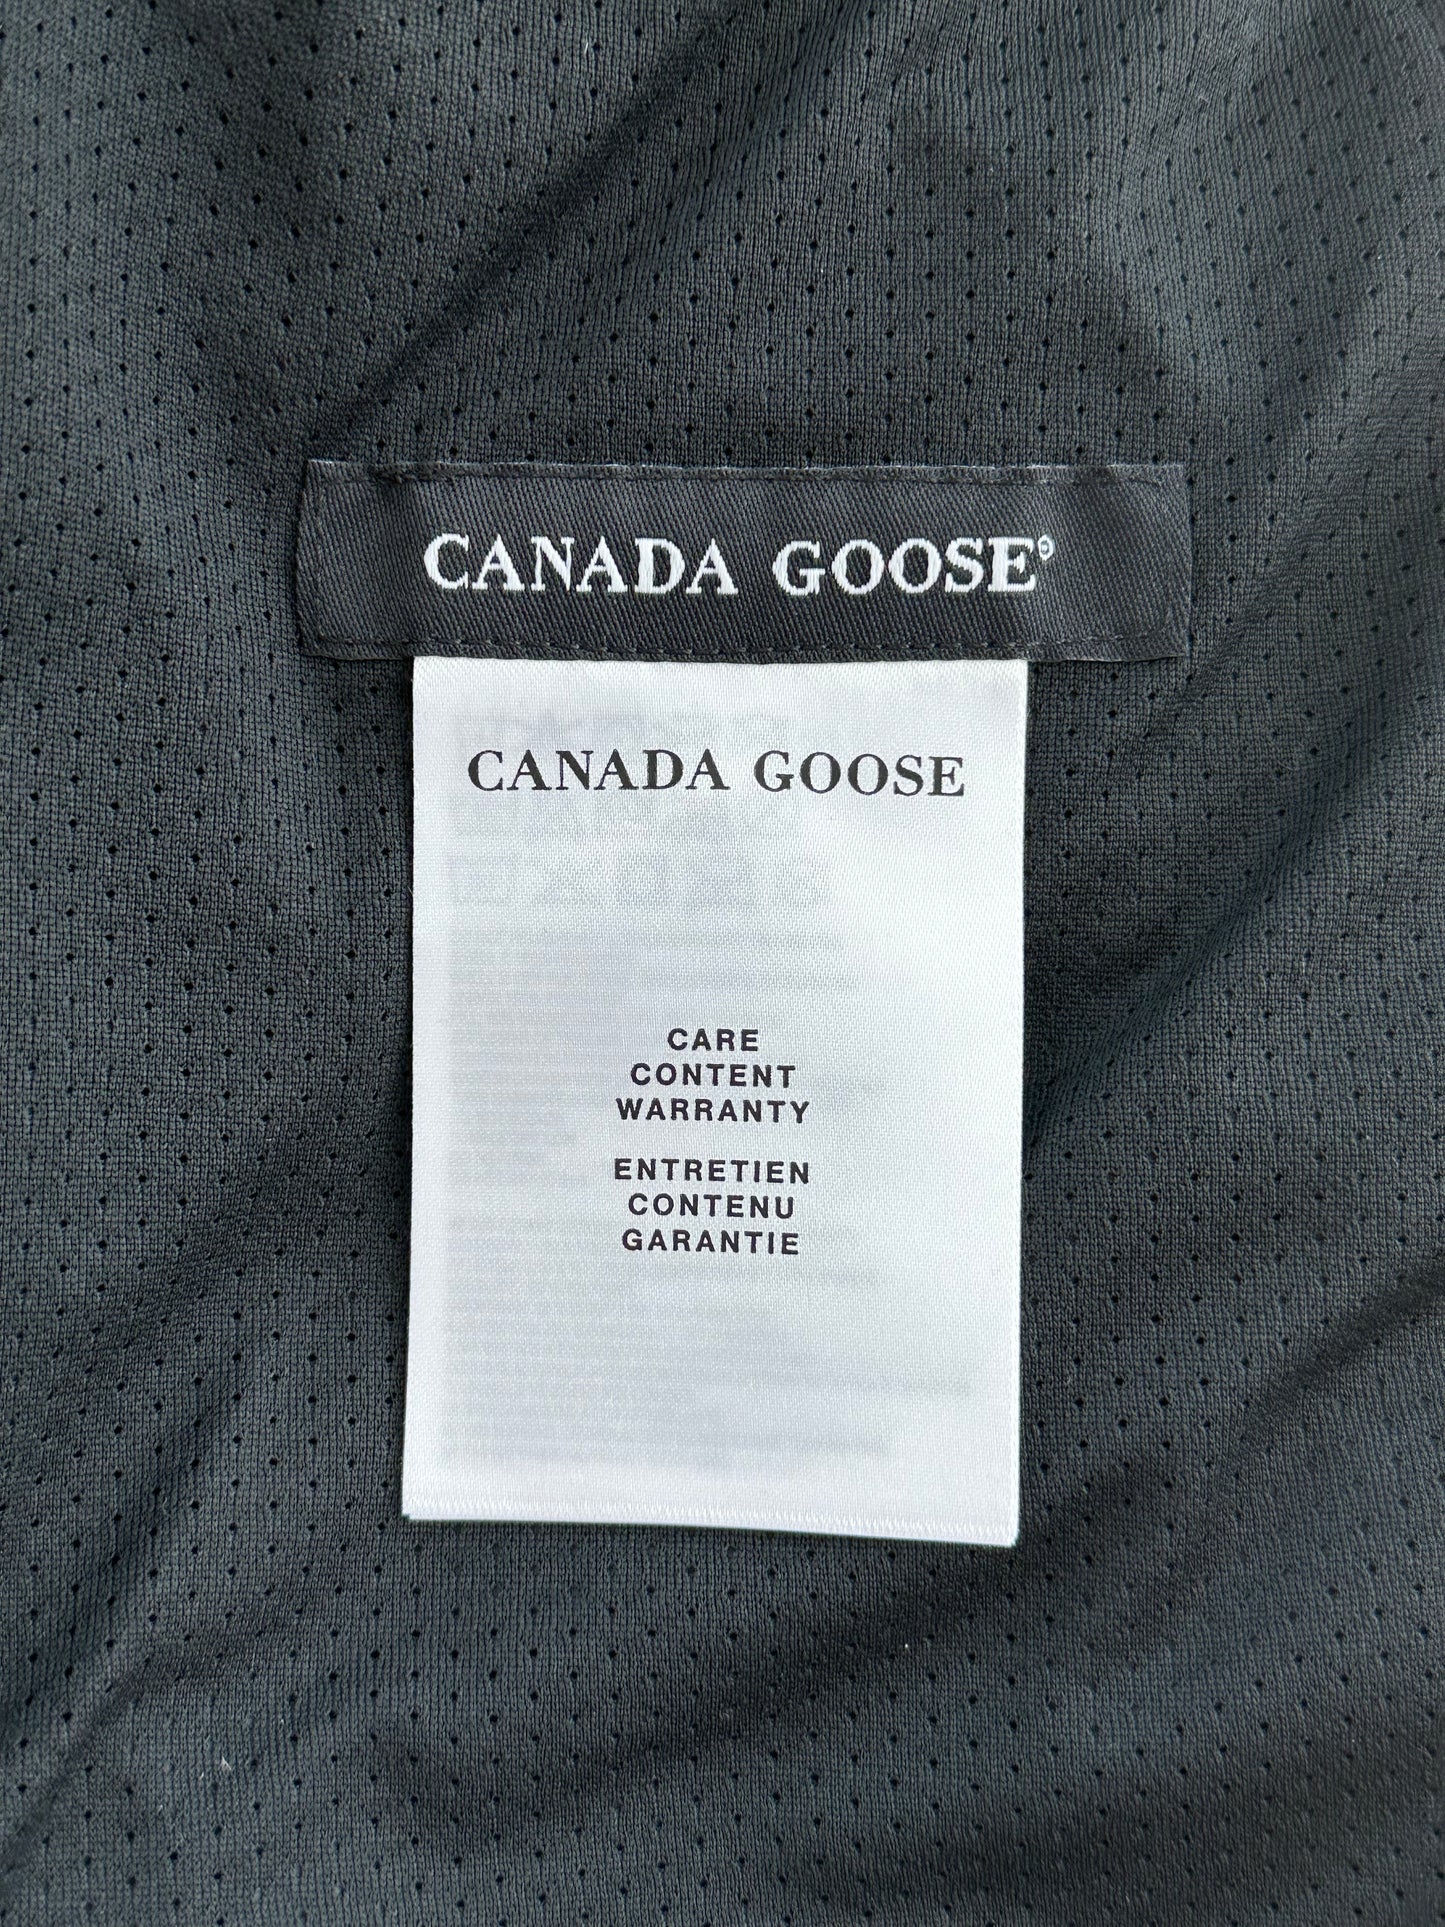 CANADA GOOSE®
CANADA GOOSE
CARE
CONTENT
WARRANTY
ENTRETIEN
CONTENU
GARANTIE